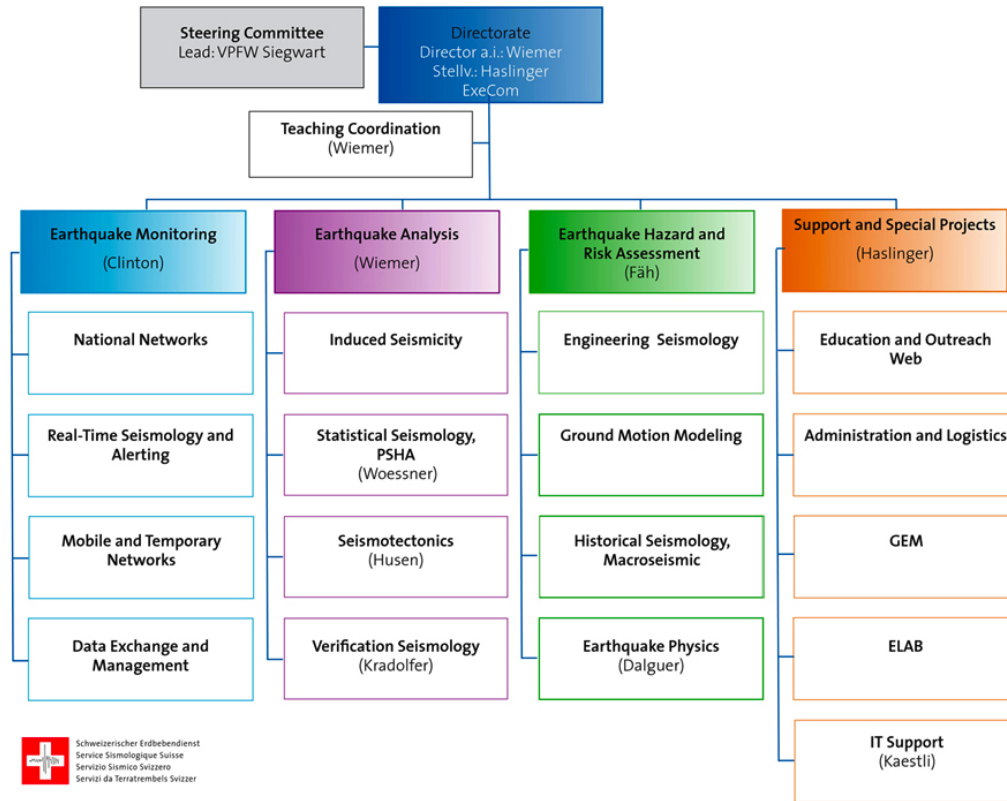 Steering Committee
Lead: VPFW Siegwart
Directorate
Director a.i.: Wiemer
Stellv.: Haslinger
ExeCom
Teaching Coordination
(Wiemer)
Earthquake Monitoring
(Clinton)
Earthquake Analysis
(Wiemer)
Earthquake Hazard and
Risk Assessment
(Fäh)
Support and Special Projects
(Haslinger)
National Networks
Induced Seismicity
Engineering Seismology
Education and Outreach
Web
Real-Time Seismology and
Alerting
Statistical Seismology,
PSHA
(Woessner)
Ground Motion Modeling
Administration and Logistics
Mobile and Temporary
Networks
Seismotectonics
(Husen)
Historical Seismology,
Macroseismic
GEM
Data Exchange and
Management
Verification Seismology
(Kradolfer)
Earthquake Physics
(Dalguer)
ELAB
IT Support
(Kaestli)
Schweizerischer Erdbebendienst
Service Sismologique Suisse
Servizio Sismico Svizzero
Servizi da Terratrembels Svizzer